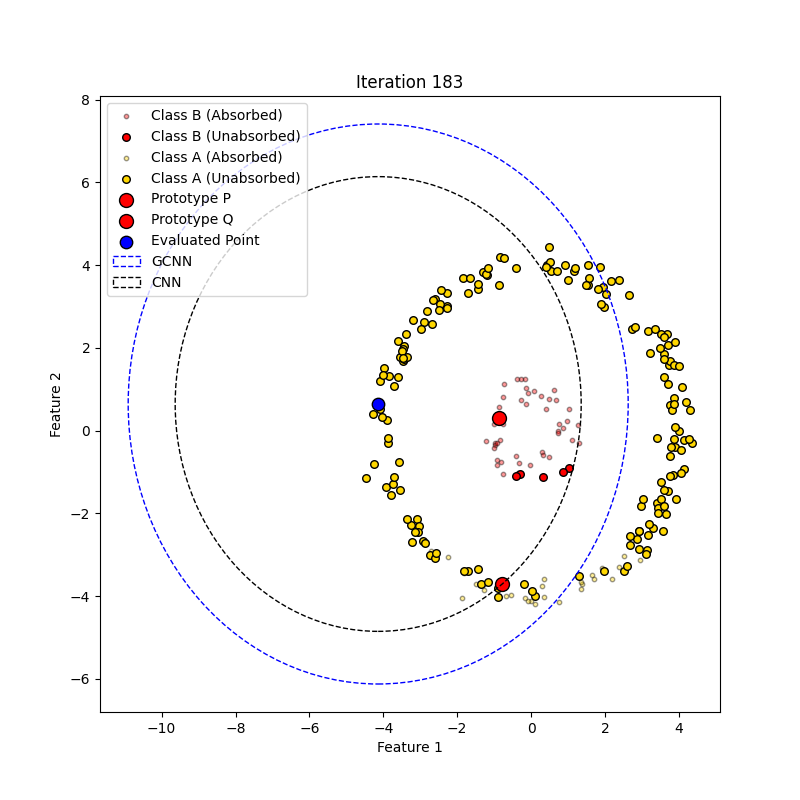 Iteration 183
Class B (Absorbed)
Class B (Unabsorbed)
Class A (Absorbed)
Class A (Unabsorbed)
Prototype P
Prototype Q
Evaluated Point
GCNN
CNN
8
6
4
2
0
−2
−4
−6
Feature 2
−10 −8 −6 −4 −2 0 2 4
Feature 1